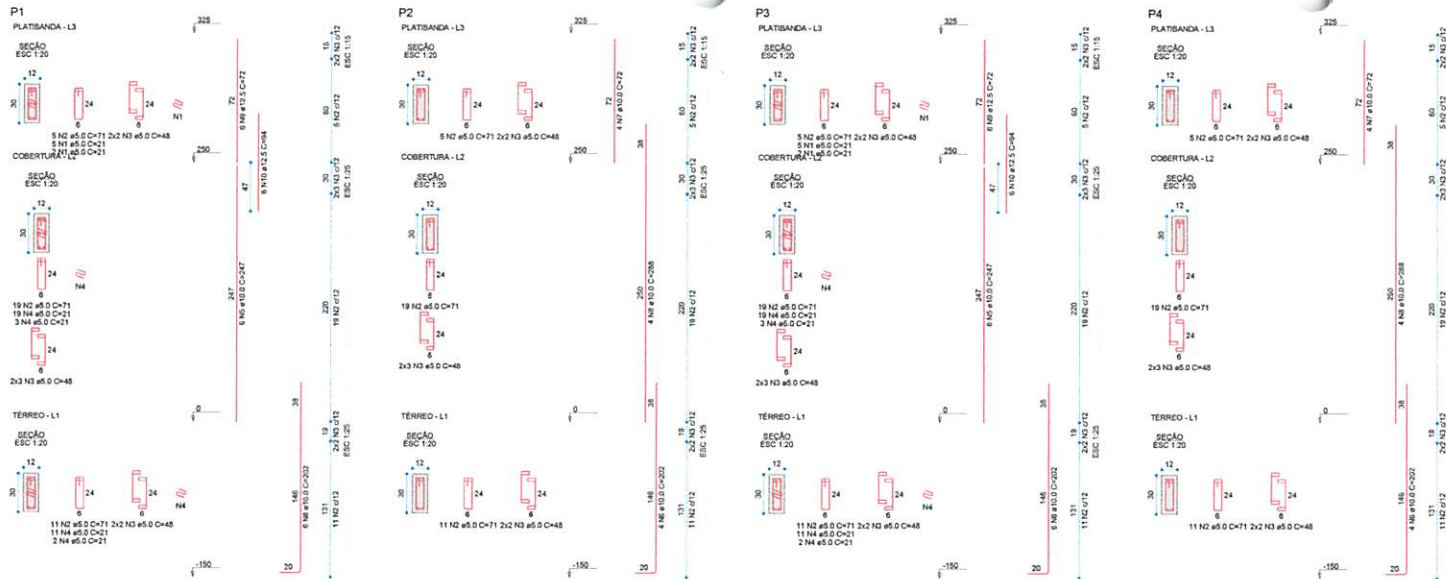 P1
PLATIBANDA - L3
325
SEÇÃO
ESC 1:20
12
30
24
6
24
6
N1
5 N2 ø5.0 C=71 2x2 N3 ø5.0 C=48
5 N1 ø5.0 C=21
2 N1 ø5.0 C=21
72
6 N9 ø12.5 C=72
15
2x2 N3 c/12
ESC 1:15
60
5 N2 c/12
250
COBERTURA - L2
SEÇÃO
ESC 1:20
12
30
24
6
N4
19 N2 ø5.0 C=71
19 N4 ø5.0 C=21
3 N4 ø5.0 C=21
24
6
2x3 N3 ø5.0 C=48
47
6 N10 ø12.5 C=94
247
6 N5 ø10.0 C=247
30
2x3 N3 c/12
ESC 1:25
220
19 N2 c/12
0
TÉRREO - L1
SEÇÃO
ESC 1:20
12
30
24
6
24
6
N4
11 N2 ø5.0 C=71 2x2 N3 ø5.0 C=48
11 N4 ø5.0 C=21
2 N4 ø5.0 C=21
38
146
20
19
2x2 N3 c/12
ESC 1:25
131
11 N2 c/12
-150
P2
PLATIBANDA - L3
325
SEÇÃO
ESC 1:20
12
30
24
6
24
6
5 N2 ø5.0 C=71 2x2 N3 ø5.0 C=48
72
4 N7 ø10.0 C=72
15
2x2 N3 c/12
ESC 1:15
60
5 N2 c/12
250
COBERTURA - L2
SEÇÃO
ESC 1:20
12
30
24
6
19 N2 ø5.0 C=71
24
6
2x3 N3 ø5.0 C=48
38
250
4 N8 ø10.0 C=288
30
2x3 N3 c/12
ESC 1:25
220
19 N2 c/12
0
TÉRREO - L1
SEÇÃO
ESC 1:20
12
30
24
6
24
6
11 N2 ø5.0 C=71 2x2 N3 ø5.0 C=48
38
146
4 N6 ø10.0 C=202
20
19
2x2 N3 c/12
ESC 1:25
131
11 N2 c/12
-150
P3
PLATIBANDA - L3
325
SEÇÃO
ESC 1:20
12
30
24
6
24
6
N1
5 N2 ø5.0 C=71 2x2 N3 ø5.0 C=48
5 N1 ø5.0 C=21
2 N1 ø5.0 C=21
72
6 N9 ø12.5 C=72
15
2x2 N3 c/12
ESC 1:15
60
5 N2 c/12
250
COBERTURA - L2
SEÇÃO
ESC 1:20
12
30
24
6
N4
19 N2 ø5.0 C=71
19 N4 ø5.0 C=21
3 N4 ø5.0 C=21
24
6
2x3 N3 ø5.0 C=48
47
6 N10 ø12.5 C=94
247
6 N5 ø10.0 C=247
30
2x3 N3 c/12
ESC 1:25
220
19 N2 c/12
0
TÉRREO - L1
SEÇÃO
ESC 1:20
12
30
24
6
24
6
N4
11 N2 ø5.0 C=71 2x2 N3 ø5.0 C=48
11 N4 ø5.0 C=21
2 N4 ø5.0 C=21
38
146
20
19
2x2 N3 c/12
ESC 1:25
131
11 N2 c/12
-150
P4
PLATIBANDA - L3
325
SEÇÃO
ESC 1:20
12
30
24
6
24
6
5 N2 ø5.0 C=71 2x2 N3 ø5.0 C=48
72
4 N7 ø10.0 C=72
15
2x2 N3 c/12
60
5 N2 c/12
250
COBERTURA - L2
SEÇÃO
ESC 1:20
12
30
24
6
19 N2 ø5.0 C=71
24
6
2x3 N3 ø5.0 C=48
38
250
4 N8 ø10.0 C=288
30
2x3 N3 c/12
220
19 N2 c/12
0
TÉRREO - L1
SEÇÃO
ESC 1:20
12
30
24
6
24
6
11 N2 ø5.0 C=71 2x2 N3 ø5.0 C=48
38
146
4 N6 ø10.0 C=202
20
19
2x2 N3 c/12
131
11 N2 c/12
-150